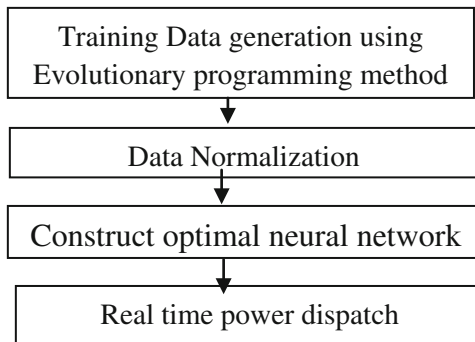 Training Data generation using
Evolutionary programming method
Data Normalization
Construct optimal neural network
Real time power dispatch